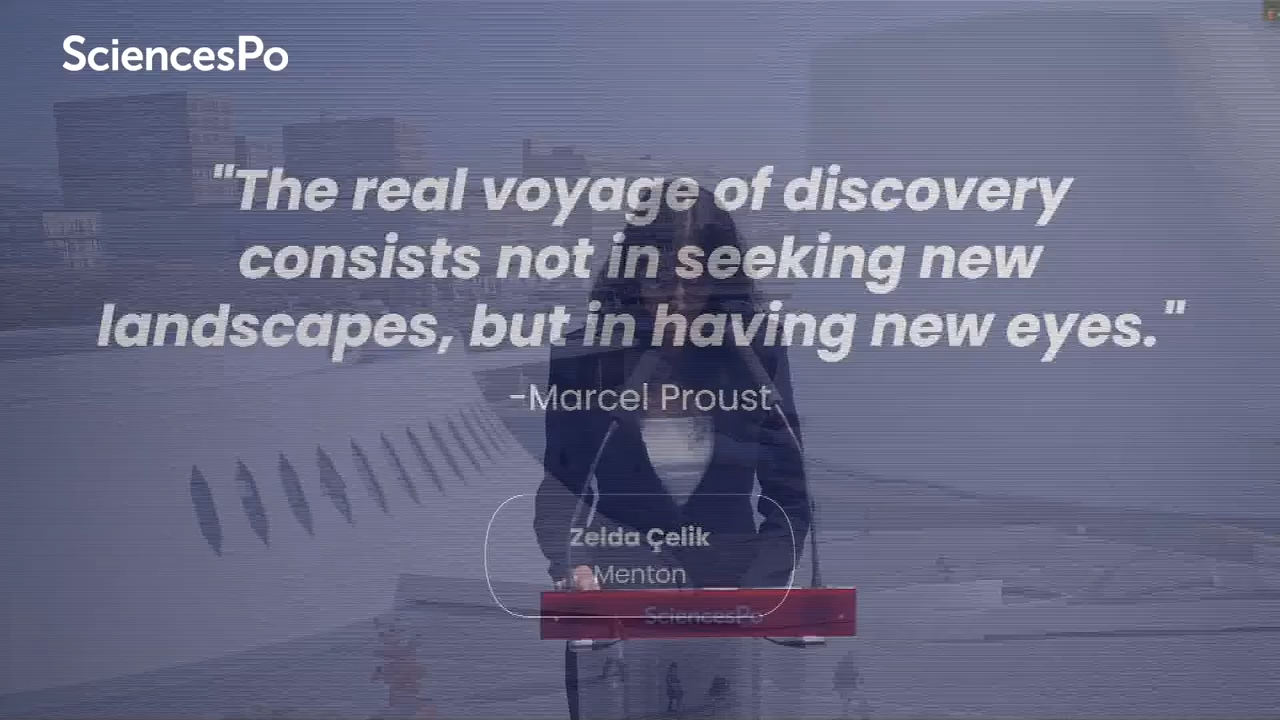 SciencesPo
"The real voyage of discovery
consists not in seeking new
landscapes, but in having new eyes."
-Marcel Proust
Zelda Çelik
Menton
SciencesPo